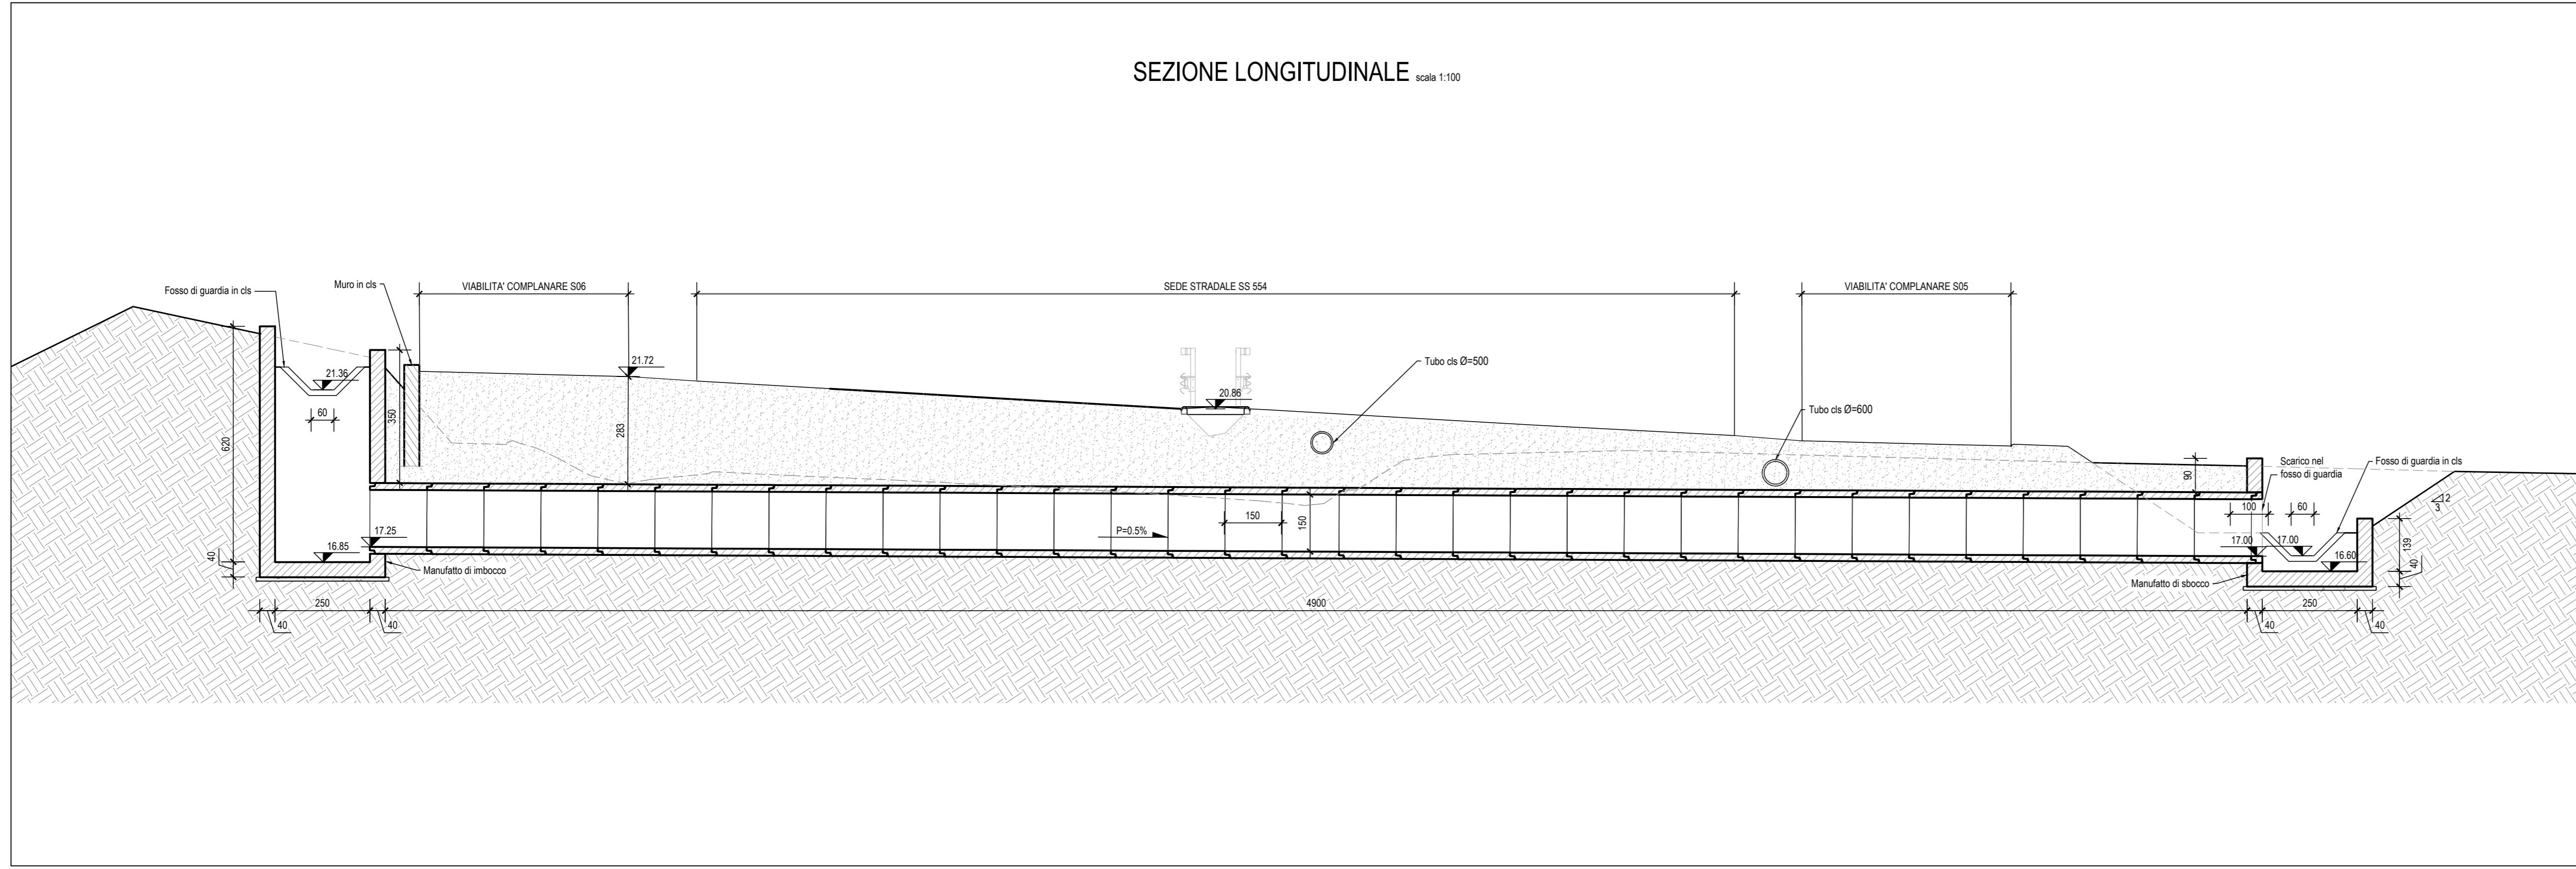 SEZIONE LONGITUDINALE scala 1:100
Fosso di guardia in cls
Muro in cls
VIABILITA' COMPLANARE S06
SEDE STRADALE SS 554
VIABILITA' COMPLANARE S05
21.36
60
620
350
21.72
283
20.86
Tubo cls Ø=500
Tubo cls Ø=600
90
Scarico nel
fosso di guardia
Fosso di guardia in cls
2
3
100
60
150
150
P=0.5%
17.25
16.85
40
Manufatto di imbocco
17.00
17.00
16.60
139
40
Manufatto di sbocco
250
4900
250
40
40
40
40